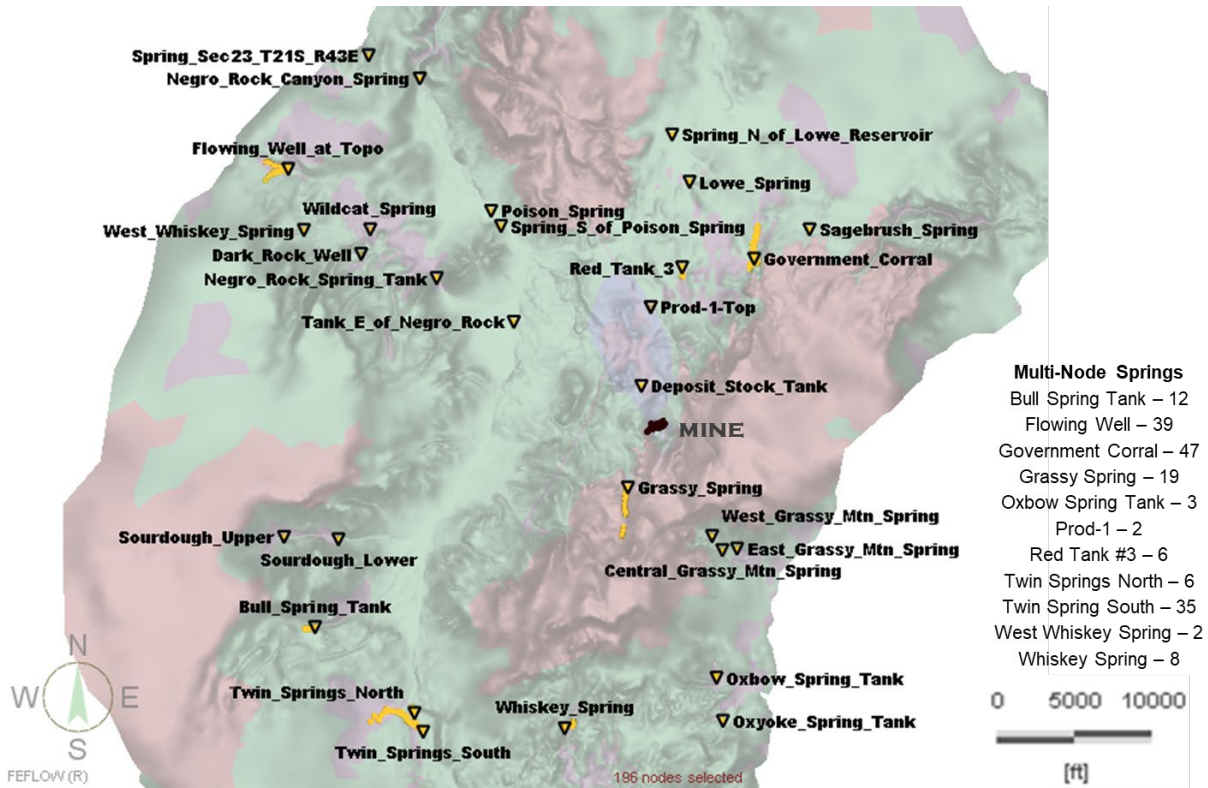 Spring_Sec23_T21S_R43E
Negro_Rock_Canyon_Spring
Spring_N_of_Lowe_Reservoir
Flowing_Well_at_Topo
Lowe_Spring
Wildcat_Spring
Poison_Spring
West_Whiskey_Spring
Spring_S_of_Poison_Spring
Sagebrush_Spring
Dark_Rock_Well
Government_Corral
Red_Tank_3
Negro_Rock_Spring_Tank
Prod-1-Top
Tank_E_of_Negro_Rock
Deposit_Stock_Tank
MINE
Grassy_Spring
West_Grassy_Mtn_Spring
Sourdough_Upper
East_Grassy_Mtn_Spring
Sourdough_Lower
Central_Grassy_Mtn_Spring
Bull_Spring_Tank
Oxbow_Spring_Tank
Twin_Springs_North
Whiskey_Spring
Oxyoke_Spring_Tank
Twin_Springs_South
Multi-Node Springs
Bull Spring Tank – 12
Flowing Well – 39
Government Corral – 47
Grassy Spring – 19
Oxbow Spring Tank – 3
Prod-1 – 2
Red Tank #3 – 6
Twin Springs North – 6
Twin Spring South – 35
West Whiskey Spring – 2
Whiskey Spring – 8
N
W E
S
FEFLOW (R)
196 nodes selected
0 5000 10000
[ft]